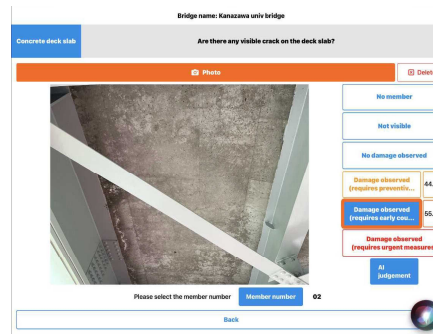 Bridge name: Kanazawa univ bridge
Concrete deck slab
Are there any visible crack on the deck slab?
Photo
Delet
No member
Not visible
No damage observed
Damage observed
(requires preventiv...
44.
Damage observed
(requires early cou...
55.
Damage observed
(requires urgent measures
AI
judgement
Please select the member number
Member number
02
Back